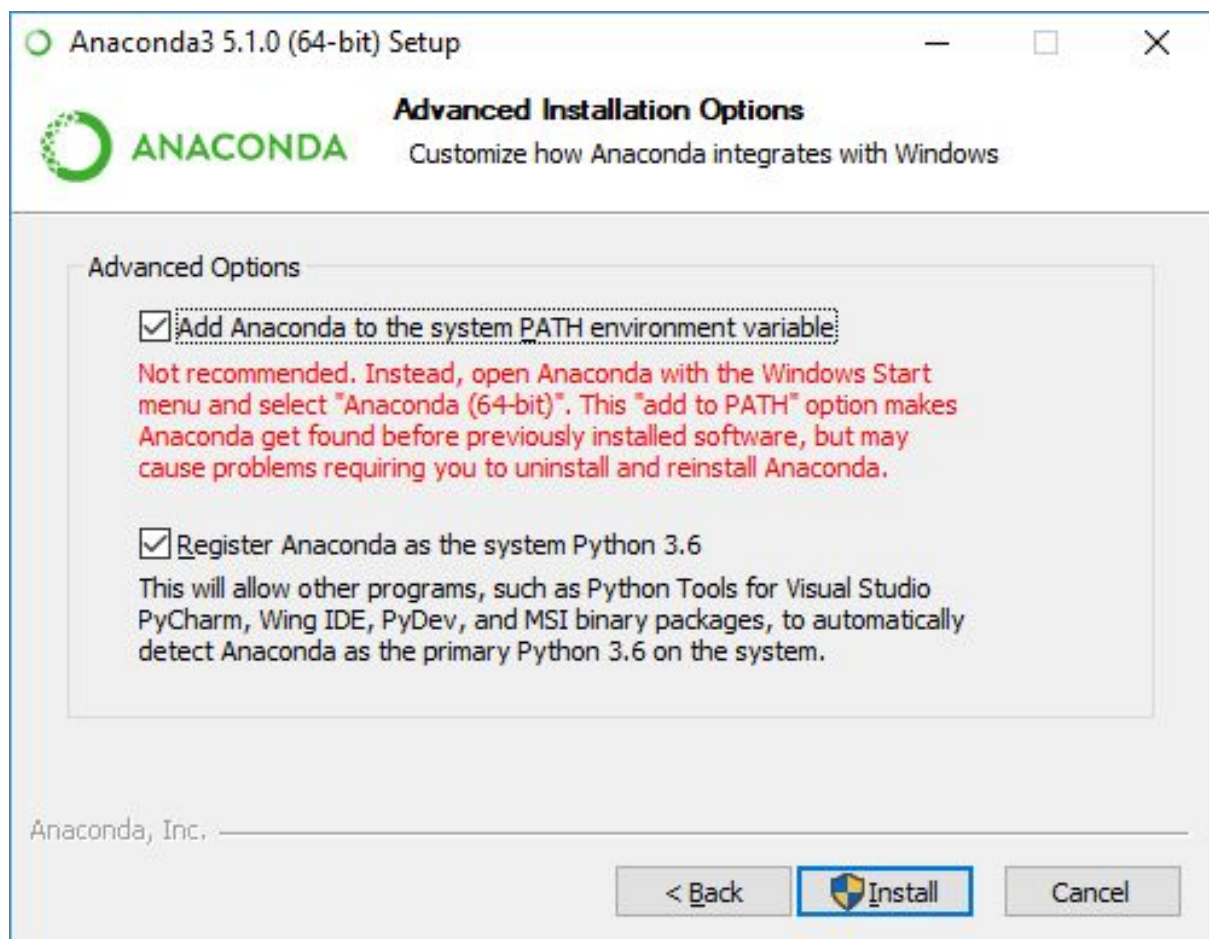 Anaconda3 5.1.0 (64-bit) Setup
ANACONDA
Advanced Installation Options
Customize how Anaconda integrates with Windows
Advanced Options
Add Anaconda to the system PATH environment variable
Not recommended. Instead, open Anaconda with the Windows Start
menu and select "Anaconda (64-bit)". This "add to PATH" option makes
Anaconda get found before previously installed software, but may
cause problems requiring you to uninstall and reinstall Anaconda.
Register Anaconda as the system Python 3.6
This will allow other programs, such as Python Tools for Visual Studio
PyCharm, Wing IDE, PyDev, and MSI binary packages, to automatically
detect Anaconda as the primary Python 3.6 on the system.
Anaconda, Inc.
< Back Install Cancel